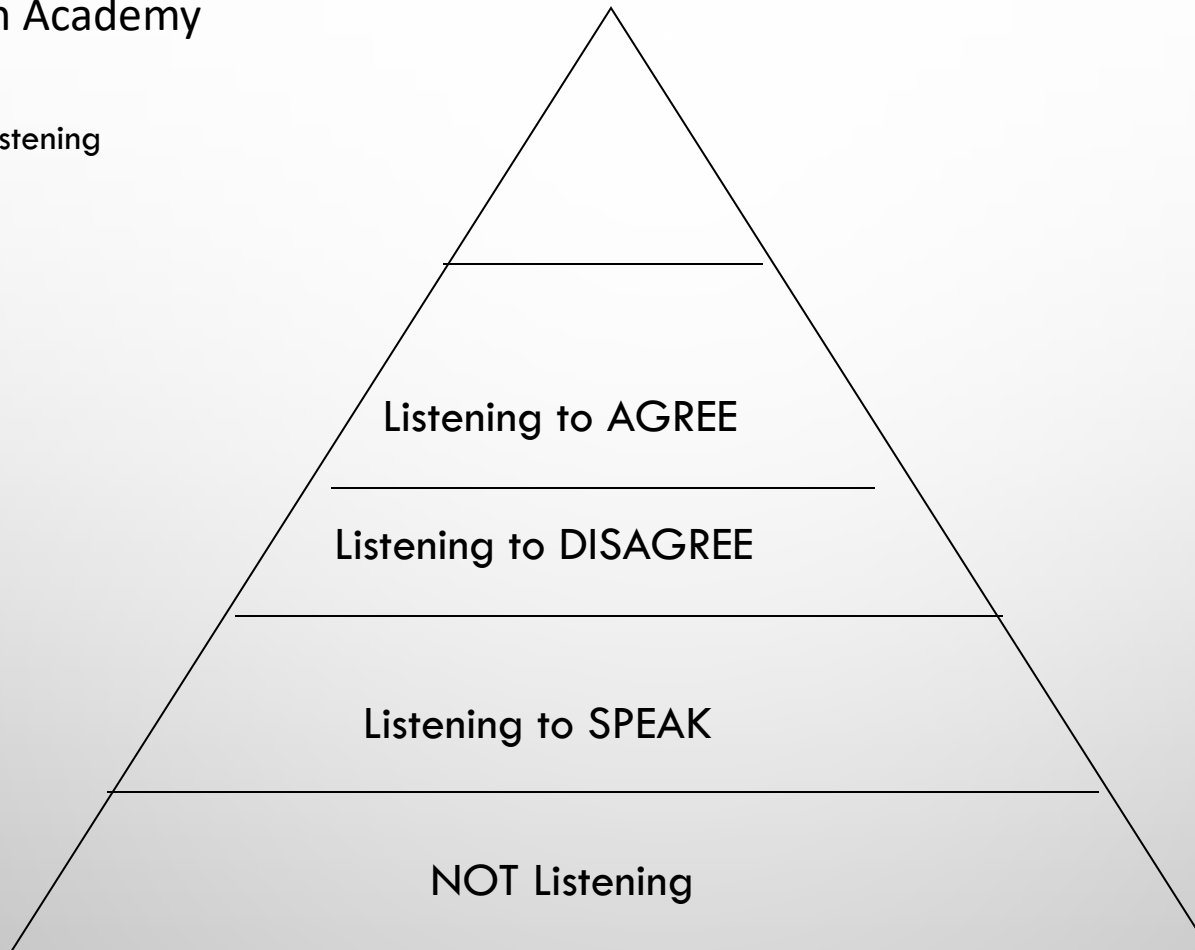 n Academy
stening
Listening to AGREE
Listening to DISAGREE
Listening to SPEAK
NOT Listening